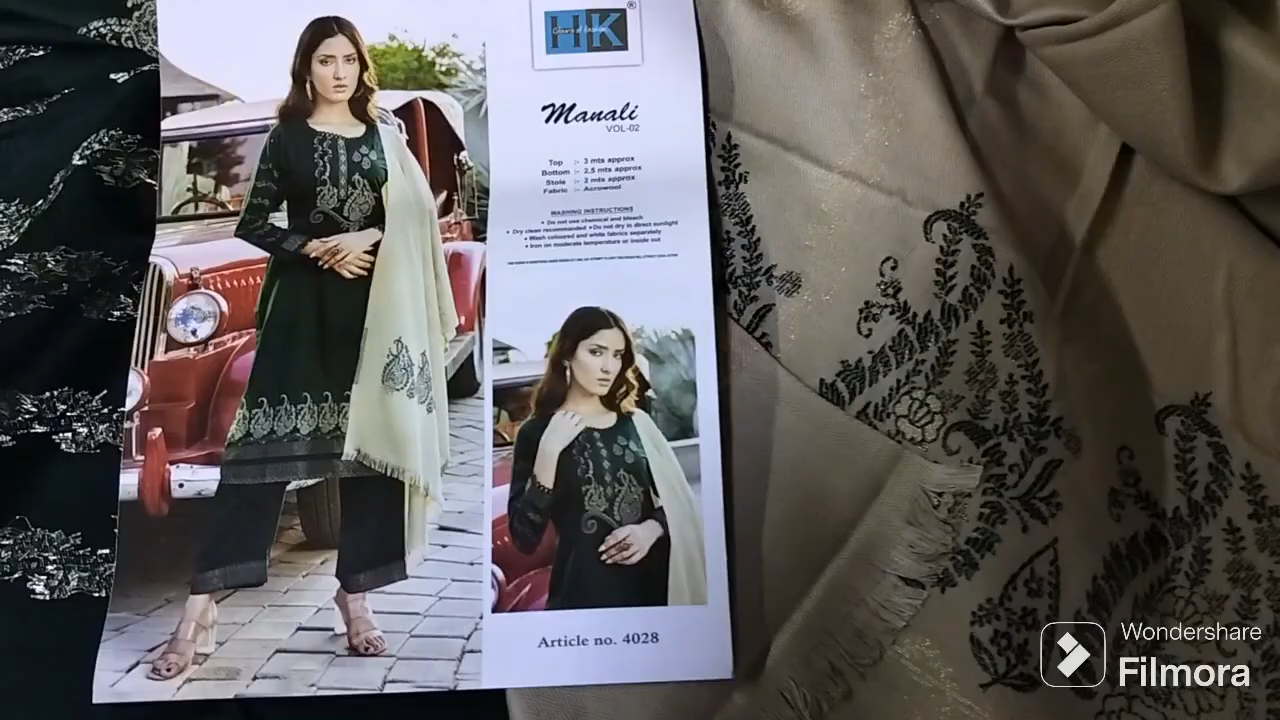 HK
®
Manali
VOL-02
Top :- 3 mts approx
Bottom :- 2.5 mts approx
Stole :- 2 mts approx
Fabric :- Acrowool
WASHING INSTRUCTIONS
• Do not use chemical and bleach
• Dry clean recommended • Do not dry in direct sunlight
• Wash coloured and white fabrics separately
• Iron on moderate temperature or inside out
Article no. 4028
Wondershare
Filmora